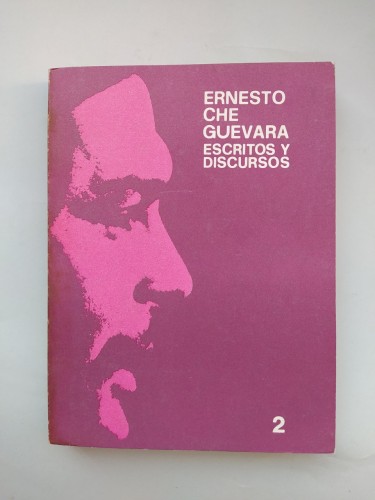 ERNESTO
CHE
GUEVARA
ESCRITOS Y
DISCURSOS
2